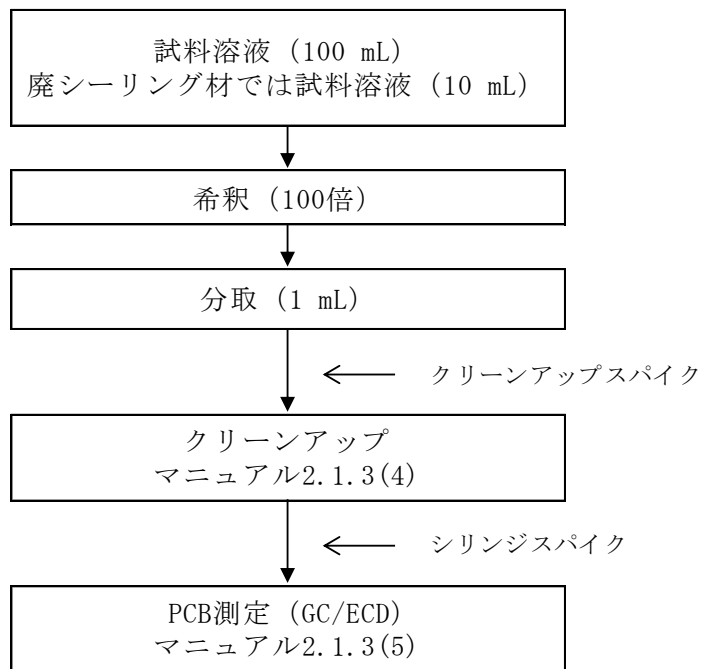 試料溶液 (100 mL)
廃シーリング材では試料溶液 (10 mL)
希釈 (100倍)
分取 (1 mL)
クリーンアップスパイク
クリーンアップ
マニュアル2.1.3(4)
シリンジスパイク
PCB測定 (GC/ECD)
マニュアル2.1.3(5)